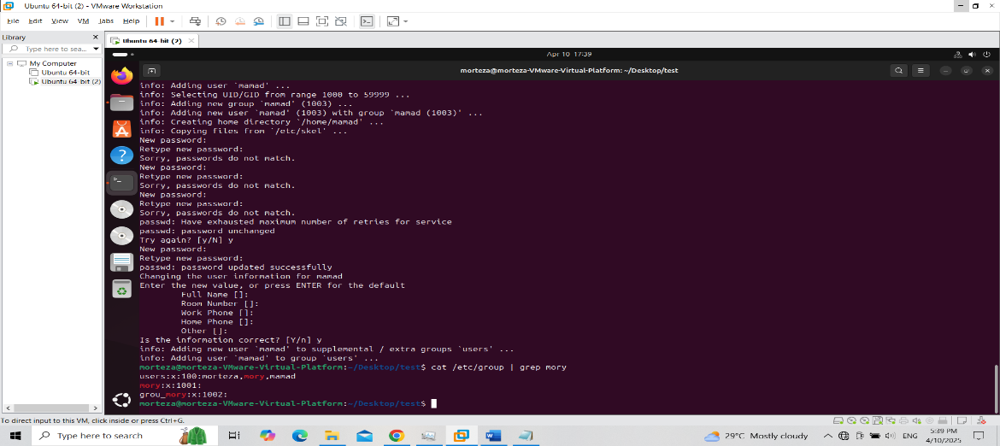 Ubuntu 64-bit (2) - VMware Workstation
File Edit View VM Tabs Help
Library
Type here to sea...
My Computer
Ubuntu 64-bit
Ubuntu 64-bit (2)
Ubuntu 64-bit (2)
Apr 10 17:39
morteza@morteza-VMware-Virtual-Platform: ~/Desktop/test
info: Adding user `mamad' ...
info: Selecting UID/GID from range 1000 to 59999 ...
info: Adding new group `mamad' (1003) ...
info: Adding new user `mamad' (1003) with group `mamad (1003)' ...
info: Creating home directory `/home/mamad' ...
info: Copying files from `/etc/skel' ...
New password:
Retype new password:
Sorry, passwords do not match.
New password:
Retype new password:
Sorry, passwords do not match.
New password:
Retype new password:
Sorry, passwords do not match.
passwd: Have exhausted maximum number of retries for service
passwd: password unchanged
Try again? [y/N] y
New password:
Retype new password:
passwd: password updated successfully
Changing the user information for mamad
Enter the new value, or press ENTER for the default
Full Name []:
Room Number []:
Work Phone []:
Home Phone []:
Other []:
Is the information correct? [Y/n] y
info: Adding new user `mamad' to supplemental / extra groups `users' ...
info: Adding user `mamad' to group `users' ...
morteza@morteza-VMware-Virtual-Platform:~/Desktop/test$ cat /etc/group | grep mory
users:x:100:morteza,mory,mamad
mory:x:1001:
grou_mory:x:1002:
morteza@morteza-VMware-Virtual-Platform:~/Desktop/test$
To direct input to this VM, click inside or press Ctrl+G.
Type here to search
29°C Mostly cloudy
ENG
5:39 PM
4/10/2025